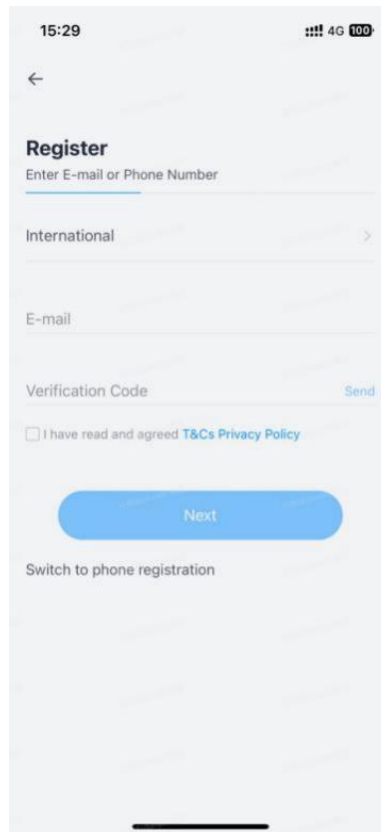 15:29
4G 100
Register
Enter E-mail or Phone Number
International
E-mail
Verification Code
Send
I have read and agreed T&Cs Privacy Policy
Next
Switch to phone registration